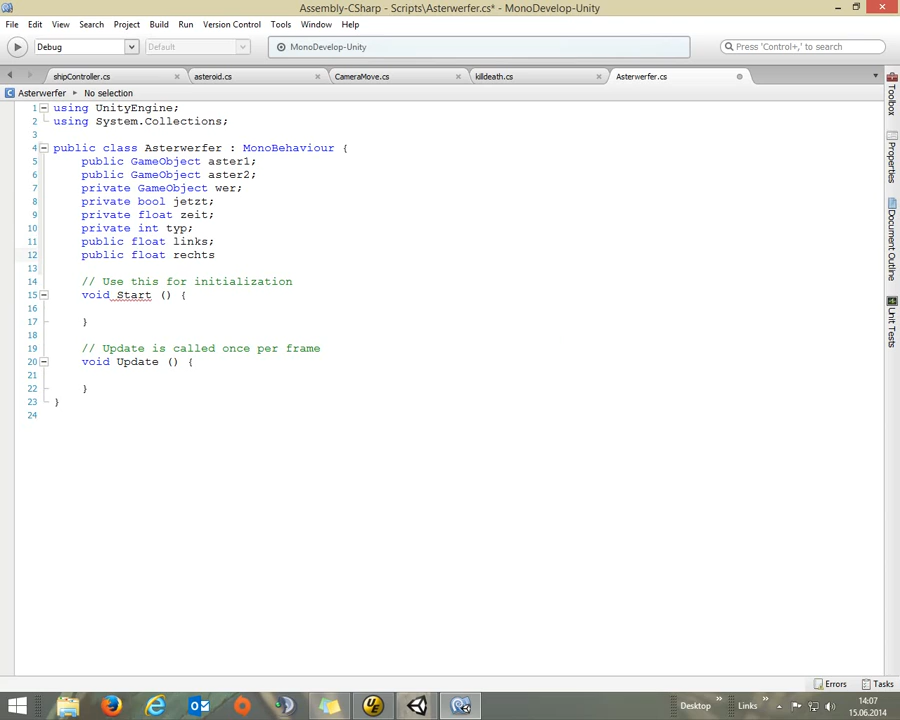 Assembly-CSharp - Scripts\Asterwerfer.cs* - MonoDevelop-Unity
File Edit View Search Project Build Run Version Control Tools Window Help
Debug Default MonoDevelop-Unity Press 'Control+,' to search
shipController.cs asteroid.cs CameraMove.cs killdeath.cs Asterwerfer.cs
Asterwerfer No selection
1 using UnityEngine;
2 using System.Collections;
3
4 public class Asterwerfer : MonoBehaviour {
5 public GameObject aster1;
6 public GameObject aster2;
7 private GameObject wer;
8 private bool jetzt;
9 private float zeit;
10 private int typ;
11 public float links;
12 public float rechts
13
14 // Use this for initialization
15 void Start () {
16
17 }
18
19 // Update is called once per frame
20 void Update () {
21
22 }
23 }
24
Toolbox
Properties
Document Outline
Unit Tests
Errors Tasks
Desktop » Links » 14:07
15.06.2014